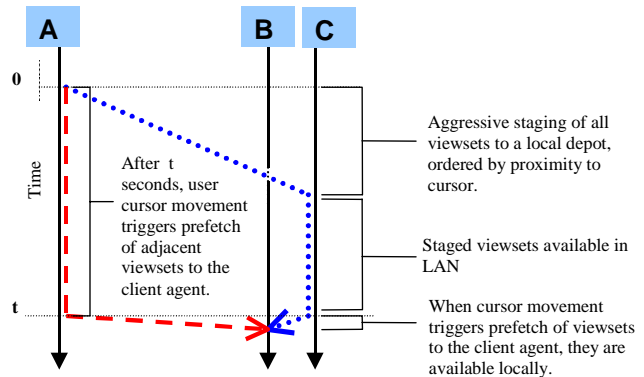 A
B
C
0
Time
t
After t
seconds, user
cursor movement
triggers prefetch
of adjacent
viewsets to the
client agent.
Aggressive staging of all
viewsets to a local depot,
ordered by proximity to
cursor.
Staged viewsets available in
LAN
When cursor movement
triggers prefetch of viewsets
to the client agent, they are
available locally.